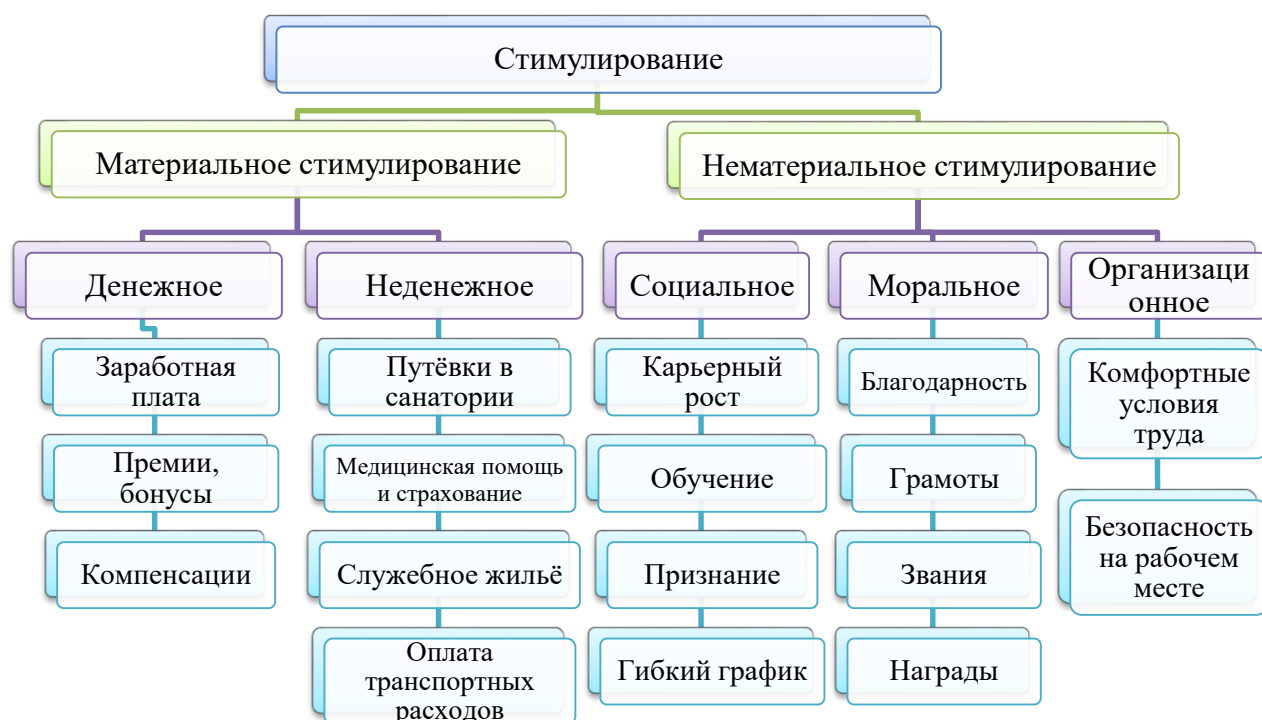 Стимулирование
Материальное стимулирование
Нематериальное стимулирование
Денежное
Неденежное
Социальное
Моральное
Организаци
онное
Заработная
плата
Путёвки в
санатории
Карьерный
рост
Благодарность
Комфортные
условия
труда
Премии,
бонусы
Медицинская помощь
и страхование
Обучение
Грамоты
Безопасность
на рабочем
месте
Компенсации
Служебное жильё
Признание
Звания
Оплата
транспортных
расходов
Гибкий график
Награды